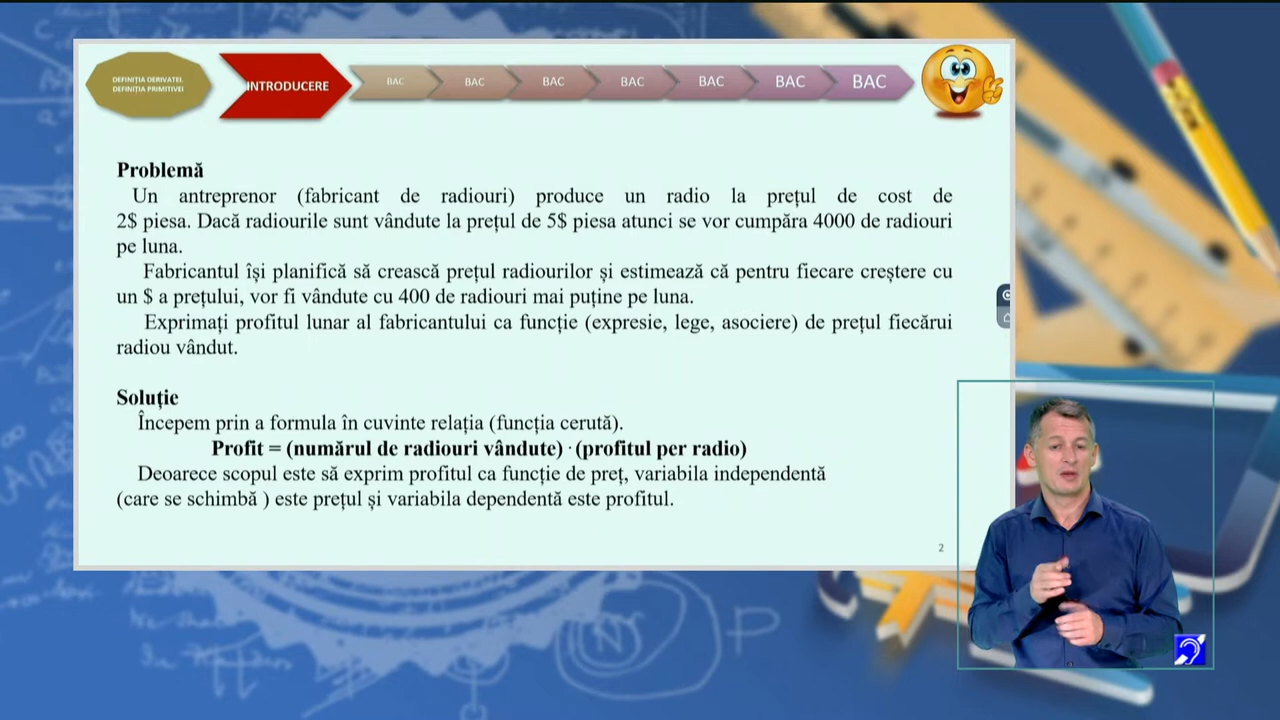 DEFINIȚIA DERIVATEI.
DEFINIȚIA PRIMITIVEI
INTRODUCERE
BAC
BAC
BAC
BAC
BAC
BAC
BAC
Problemă
Un antreprenor (fabricant de radiouri) produce un radio la prețul de cost de
2$ piesa. Dacă radiourile sunt vândute la prețul de 5$ piesa atunci se vor cumpăra 4000 de radiouri
pe luna.
Fabricantul își planifică să crească prețul radiourilor și estimează că pentru fiecare creștere cu
un $ a prețului, vor fi vândute cu 400 de radiouri mai puține pe luna.
Exprimați profitul lunar al fabricantului ca funcție (expresie, lege, asociere) de prețul fiecărui
radiou vândut.
Soluție
Începem prin a formula în cuvinte relația (funcția cerută).
Profit = (numărul de radiouri vândute) · (profitul per radio)
Deoarece scopul este să exprim profitul ca funcție de preț, variabila independentă
(care se schimbă ) este prețul și variabila dependentă este profitul.
2
P